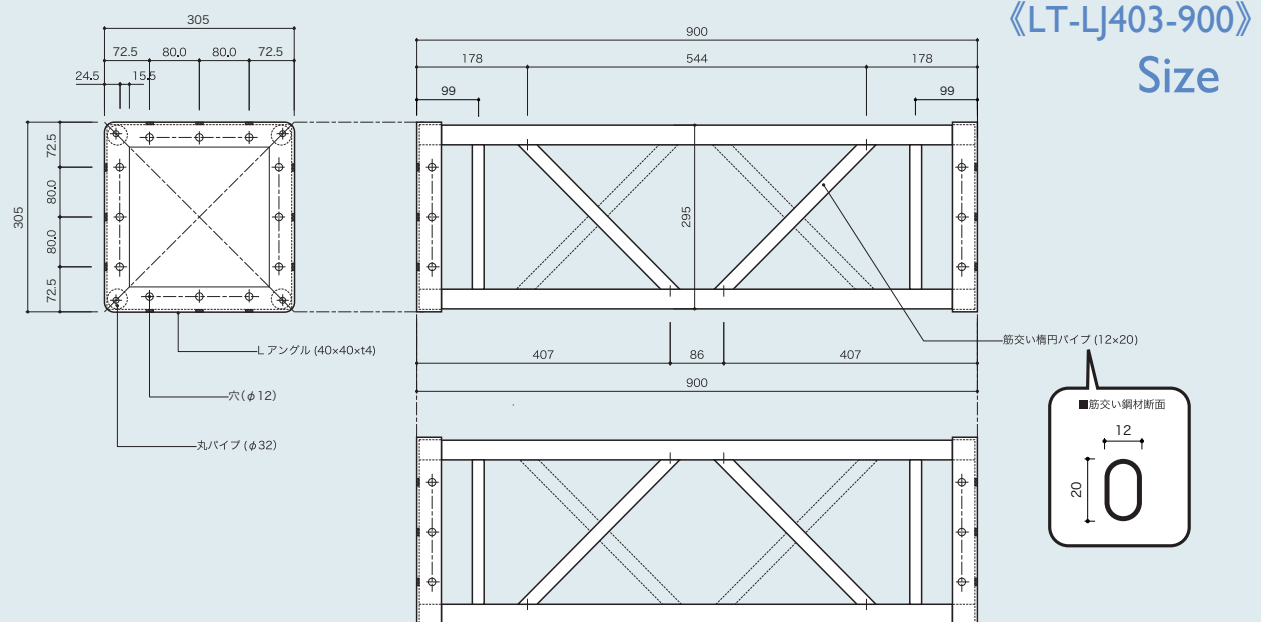 《LT-LJ403-900》
Size
305
72.5 80.0 80.0 72.5
24.5 15.5
900
178 544 178
99 99
305
72.5
80.0
80.0
72.5
295
L アングル (40×40×t4)
穴(φ12)
丸パイプ (φ32)
407 86 407
900
筋交い楕円パイプ (12×20)
■筋交い鋼材断面
12
20